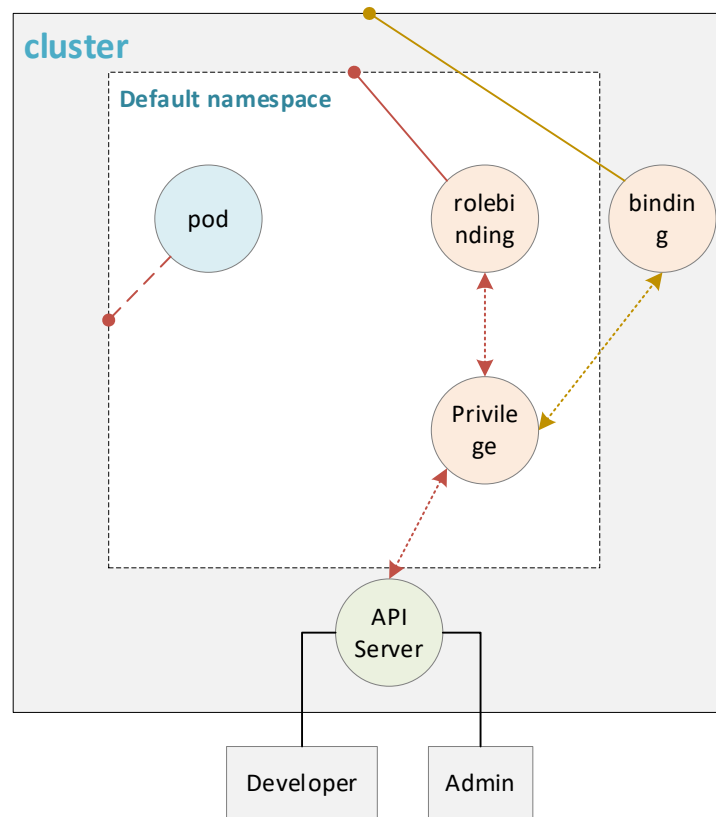 cluster
Default namespace
pod
rolebi
nding
bindin
g
Privile
ge
API
Server
Developer
Admin